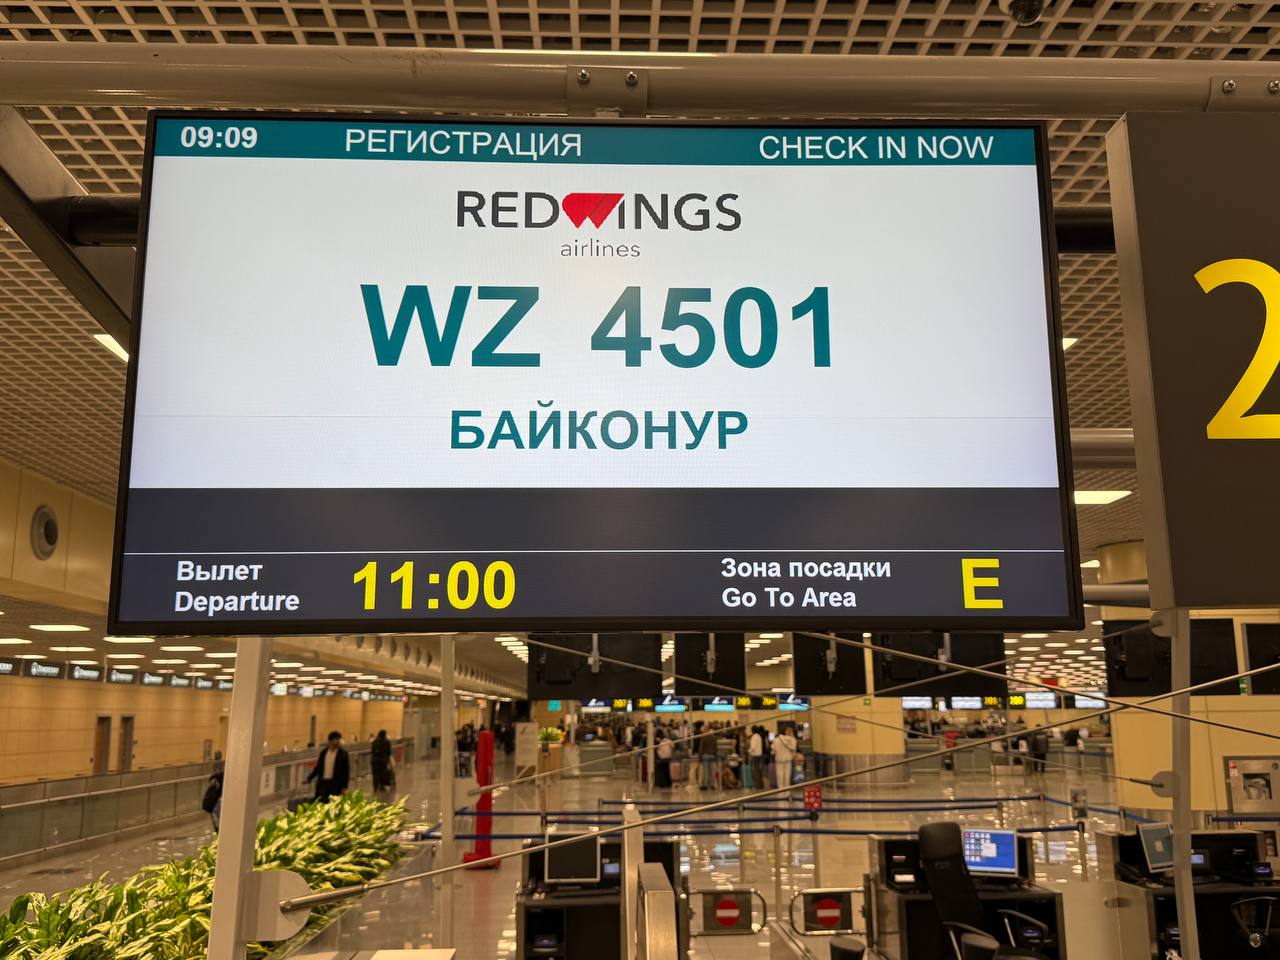 09:09 РЕГИСТРАЦИЯ CHECK IN NOW
REDWINGS
airlines
WZ 4501
БАЙКОНУР
Вылет
Departure
11:00
Зона посадки
Go To Area
E
2